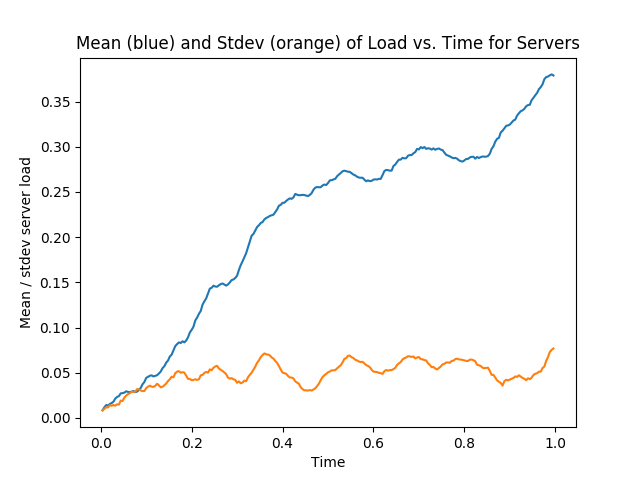 Mean (blue) and Stdev (orange) of Load vs. Time for Servers
Mean / stdev server load
0.35
0.30
0.25
0.20
0.15
0.10
0.05
0.00
0.0 0.2 0.4 0.6 0.8 1.0
Time